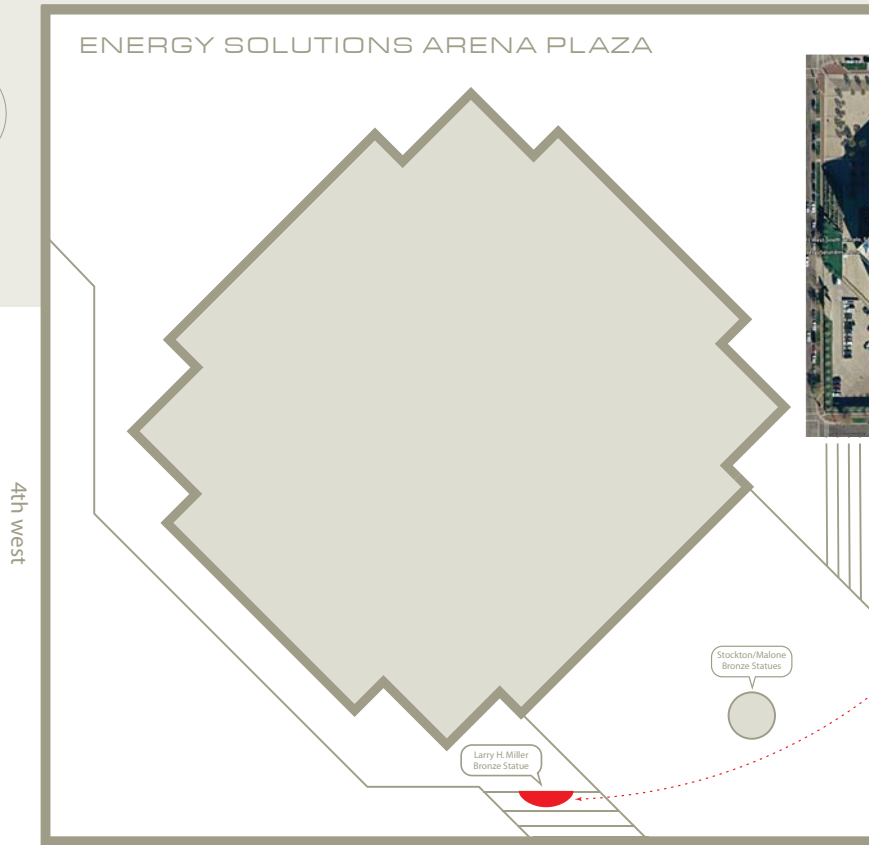 ENERGY SOLUTIONS ARENA PLAZA
4th west
Stockton/Malone
Bronze Statues
Larry H. Miller
Bronze Statue